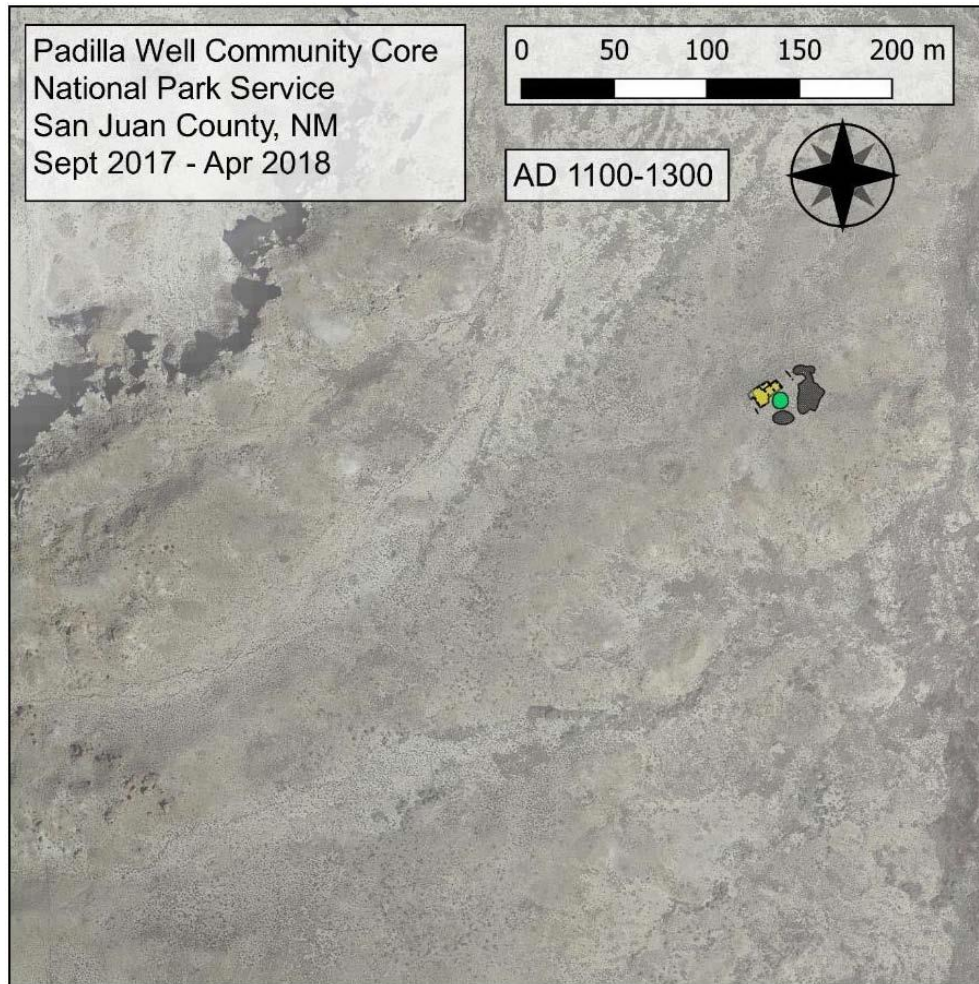 Padilla Well Community Core
National Park Service
San Juan County, NM
Sept 2017 - Apr 2018
0 50 100 150 200 m
AD 1100-1300